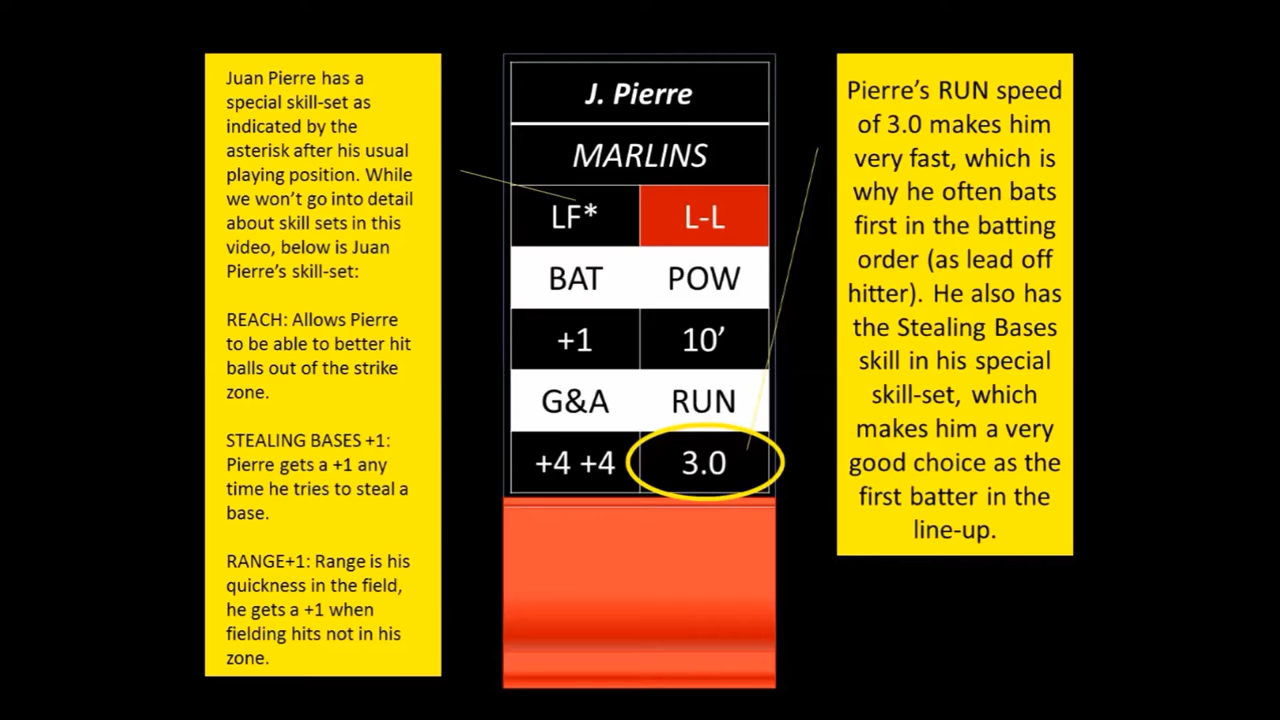 Juan Pierre has a
special skill-set as
indicated by the
asterisk after his usual
playing position. While
we won’t go into detail
about skill sets in this
video, below is Juan
Pierre’s skill-set:
REACH: Allows Pierre
to be able to better hit
balls out of the strike
zone.
STEALING BASES +1:
Pierre gets a +1 any
time he tries to steal a
base.
RANGE+1: Range is his
quickness in the field,
he gets a +1 when
fielding hits not in his
zone.
J. Pierre
MARLINS
LF* L-L
BAT POW
+1 10’
G&A RUN
+4 +4 3.0
Pierre’s RUN speed
of 3.0 makes him
very fast, which is
why he often bats
first in the batting
order (as lead off
hitter). He also has
the Stealing Bases
skill in his special
skill-set, which
makes him a very
good choice as the
first batter in the
line-up.